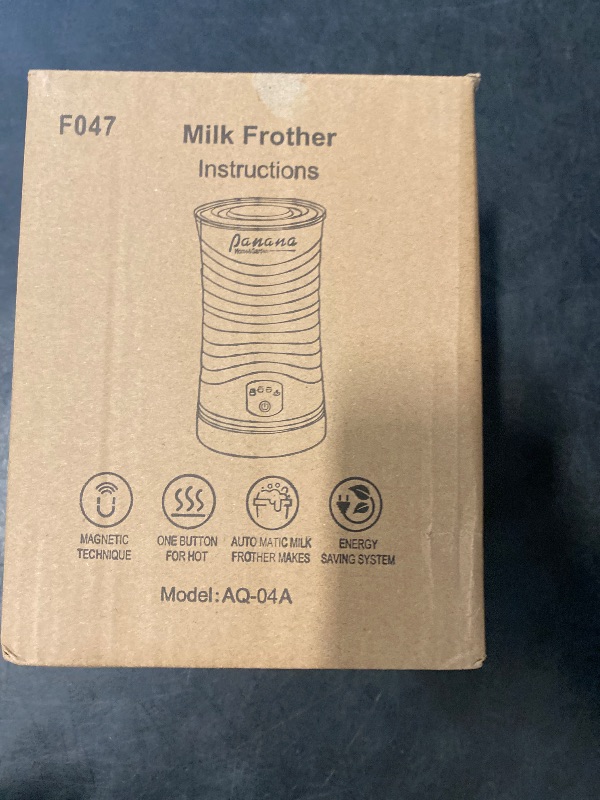 F047
Milk Frother
Instructions
Panana
MAGNETIC
TECHNIQUE
ONE BUTTON
FOR HOT
AUTO MATIC MILK
FROTHER MAKES
ENERGY
SAVING SYSTEM
Model:AQ-04A